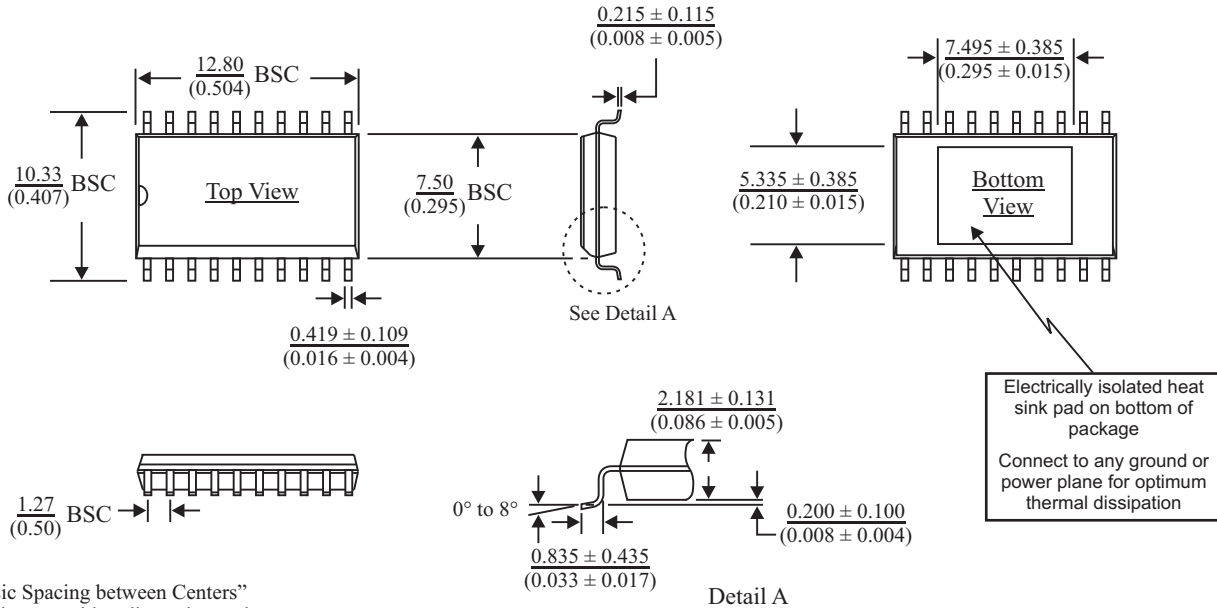 0.215 ± 0.115
(0.008 ± 0.005)
12.80
(0.504)
BSC
7.495 ± 0.385
(0.295 ± 0.015)
10.33
(0.407)
BSC
Top View
7.50
(0.295)
BSC
5.335 ± 0.385
(0.210 ± 0.015)
Bottom
View
See Detail A
0.419 ± 0.109
(0.016 ± 0.004)
Electrically isolated heat
sink pad on bottom of
package
Connect to any ground or
power plane for optimum
thermal dissipation
2.181 ± 0.131
(0.086 ± 0.005)
1.27
(0.50)
BSC
0° to 8°
0.200 ± 0.100
(0.008 ± 0.004)
0.835 ± 0.435
(0.033 ± 0.017)
Detail A
Spacing between Centers”